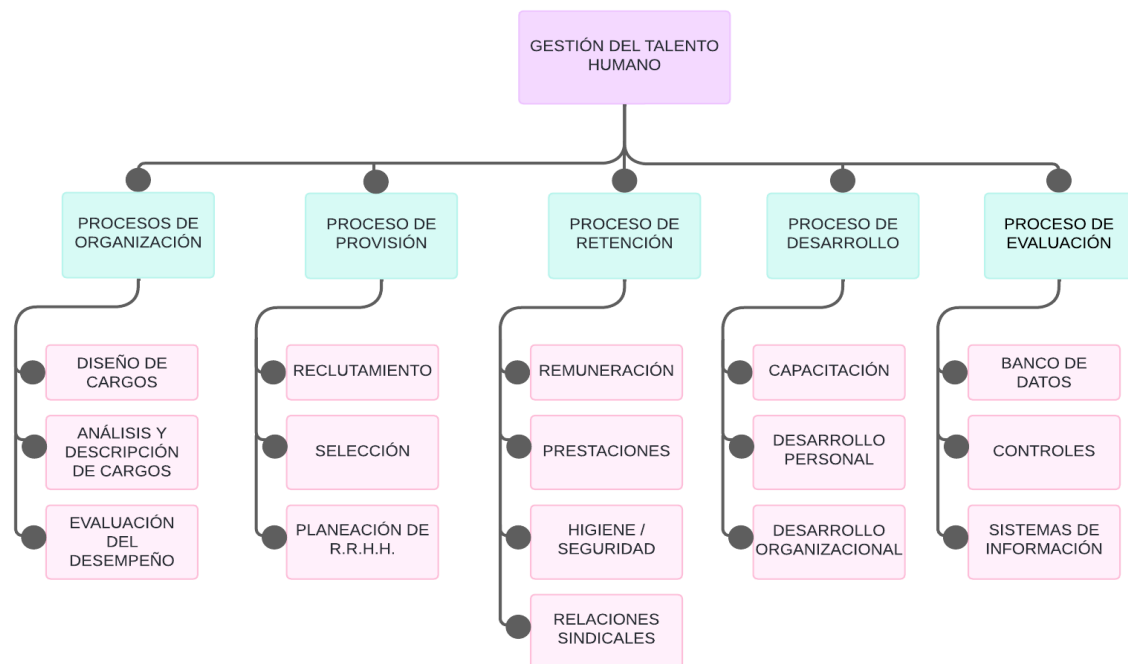 GESTIÓN DEL TALENTO
HUMANO
PROCESOS DE
ORGANIZACIÓN
PROCESO DE
PROVISIÓN
PROCESO DE
RETENCIÓN
PROCESO DE
DESARROLLO
PROCESO DE
EVALUACIÓN
DISEÑO DE
CARGOS
ANÁLISIS Y
DESCRIPCIÓN
DE CARGOS
EVALUACIÓN
DEL
DESEMPEÑO
RECLUTAMIENTO
SELECCIÓN
PLANEACIÓN DE
R.R.H.H.
REMUNERACIÓN
PRESTACIONES
HIGIENE /
SEGURIDAD
RELACIONES
SINDICALES
CAPACITACIÓN
DESARROLLO
PERSONAL
DESARROLLO
ORGANIZACIONAL
BANCO DE
DATOS
CONTROLES
SISTEMAS DE
INFORMACIÓN